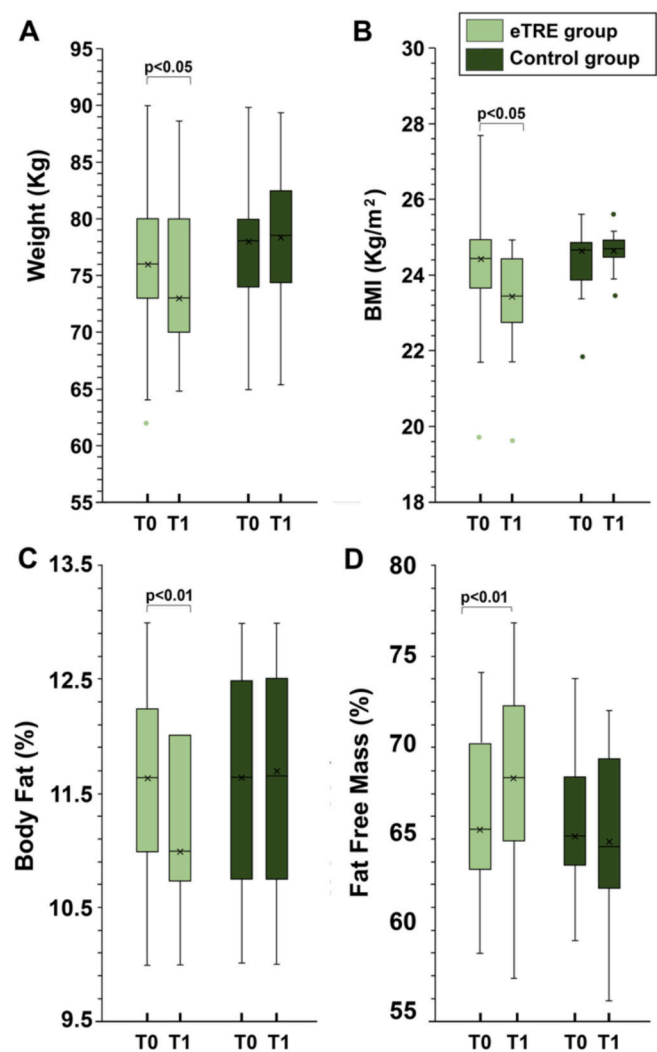 A
B
eTRE group
Control group
p<0.05
p<0.05
Weight (Kg)
95
90
85
80
75
70
65
60
55
T0 T1 T0 T1
BMI (Kg/m²)
30
28
26
24
22
20
18
T0 T1 T0 T1
C
p<0.01
Body Fat (%)
13.5
12.5
11.5
10.5
9.5
T0 T1 T0 T1
D
p<0.01
Fat Free Mass (%)
80
75
70
65
60
55
T0 T1 T0 T1